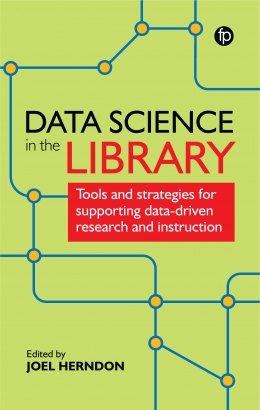 fp
DATA SCIENCE
in the LIBRARY
Tools and strategies for
supporting data-driven
research and instruction
Edited by
JOEL HERNDON